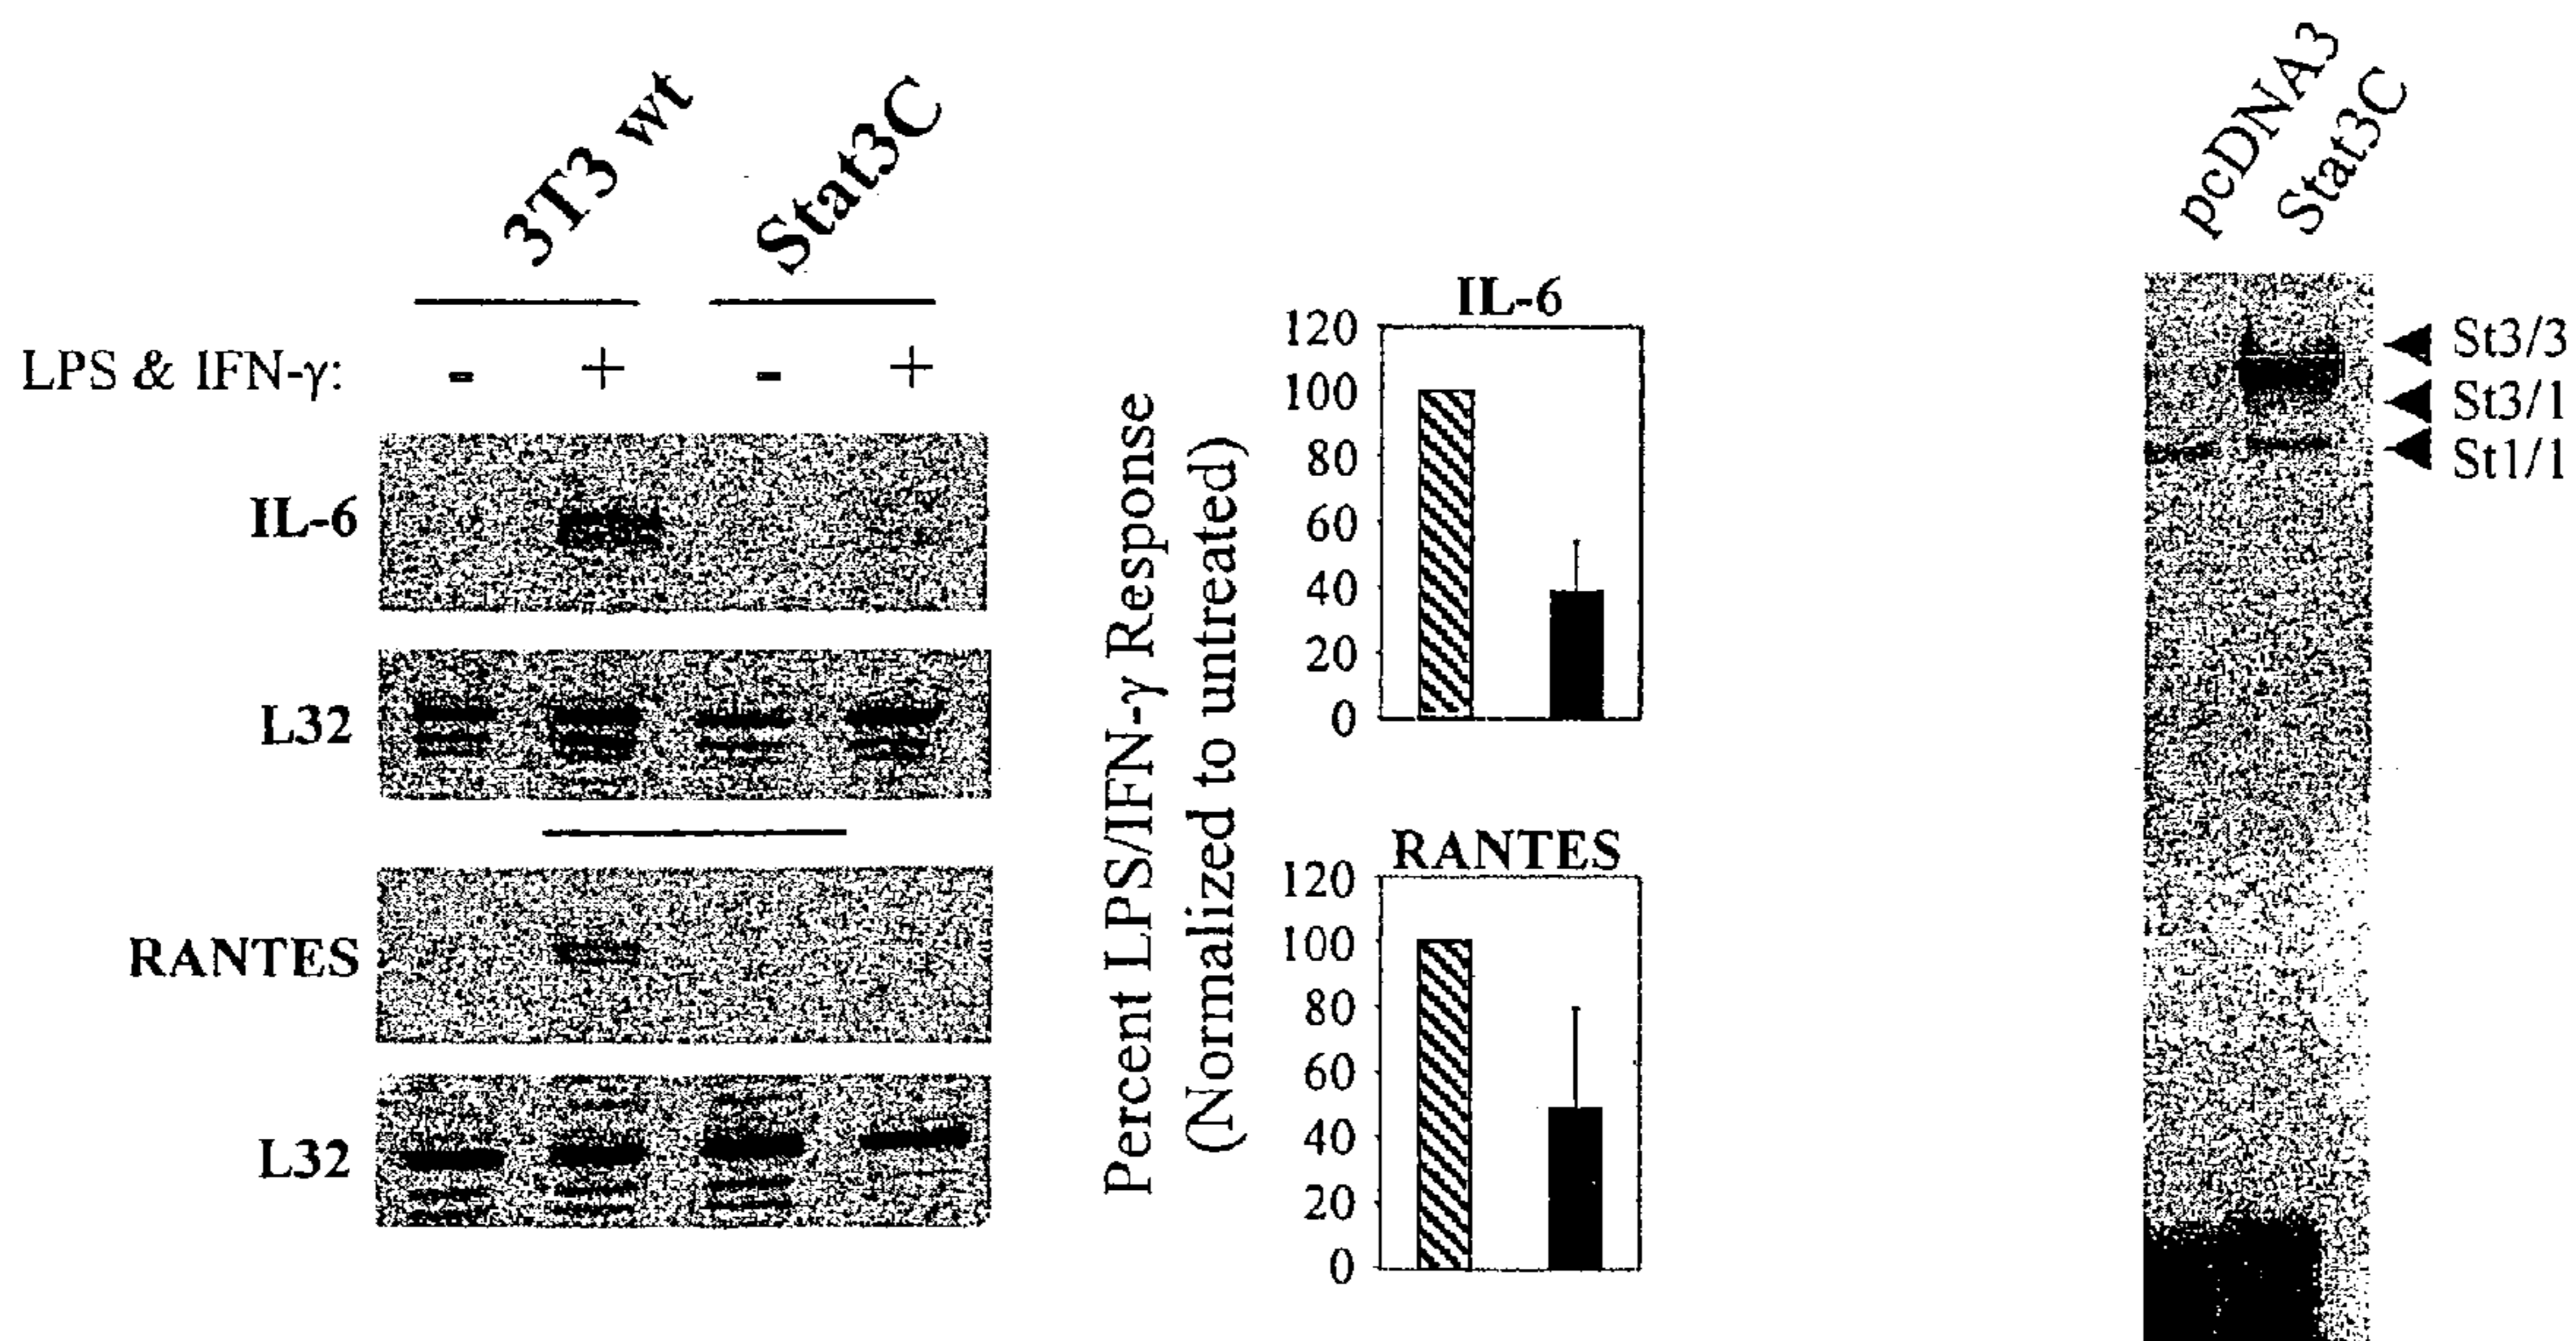 3T3 wt
Stat3C
LPS & IFN-γ:
- + - +
IL-6
L32
RANTES
L32
Percent LPS/IFN-γ Response
(Normalized to untreated)
IL-6
120
100
80
60
40
20
0
RANTES
120
100
80
60
40
20
0
pcDNA3
Stat3C
St3/3
St3/1
St1/1